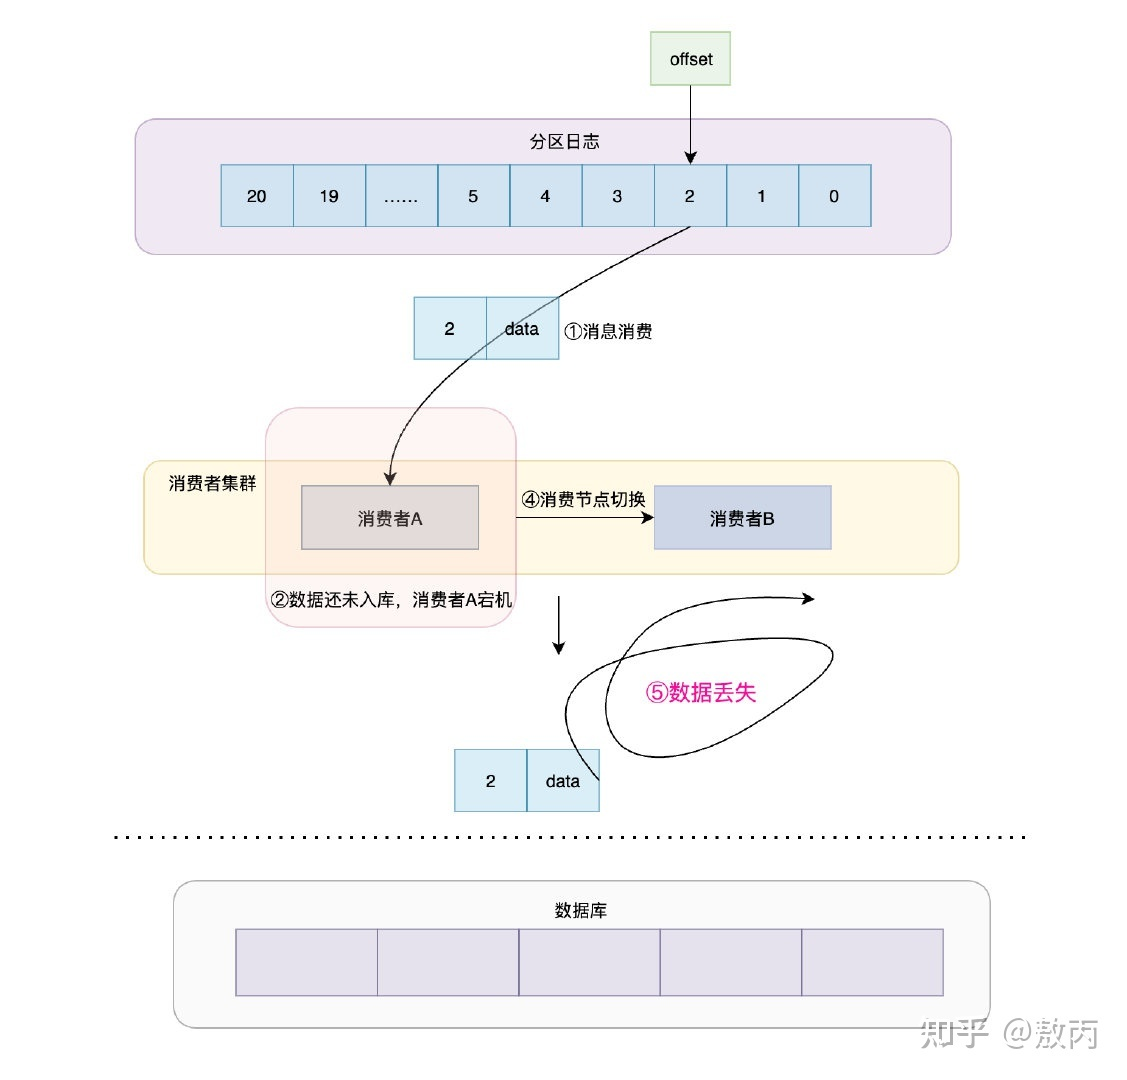 offset
分区日志
20 19 …… 5 4 3 2 1 0
2 data ①消息消费
消费者集群
消费者A
④消费节点切换
消费者B
②数据还未入库，消费者A宕机
⑤数据丢失
2 data
数据库
知乎 @敖丙